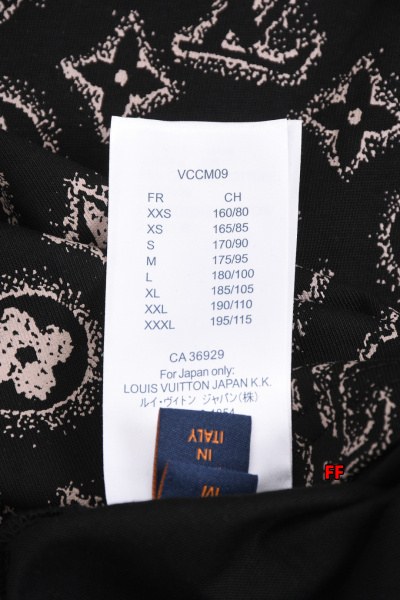 VCCM09
FR CH
XXS 160/80
XS 165/85
S 170/90
M 175/95
L 180/100
XL 185/105
XXL 190/110
XXXL 195/115
CA 36929
For Japan only:
LOUIS VUITTON JAPAN K.K.
ルイ・ヴィトン ジャパン(株)
IN
ITALY
FF